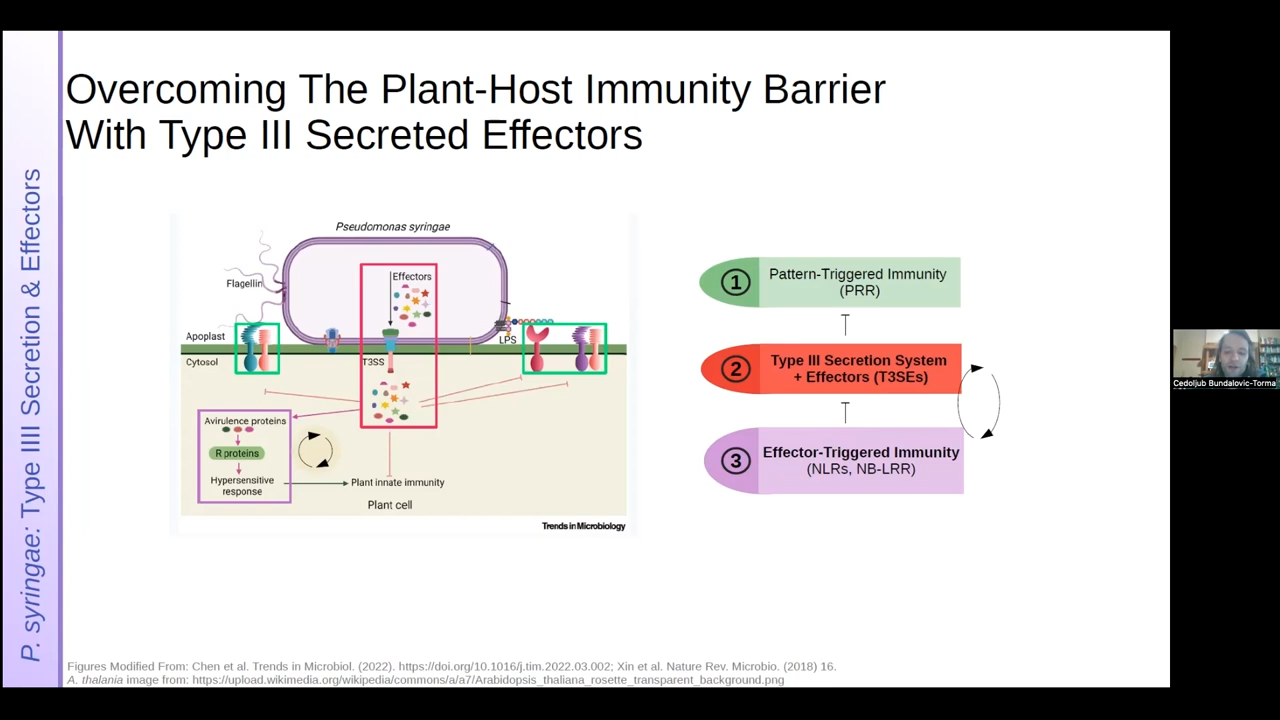 Overcoming The Plant-Host Immunity Barrier
With Type III Secreted Effectors
P. syringae: Type IIII Secretion & Effectors
Pseudomonas syringae
Effectors
Flagellin
Apoplast
LPS
Cytosol
T3SS
Avirulence proteins
R proteins
Hypersensitive
response
Plant innate immunity
Plant cell
Trends in Microbiology
1
Pattern-Triggered Immunity
(PRR)
2
Type III Secretion System
+ Effectors (T3SEs)
3
Effector-Triggered Immunity
(NLRs, NB-LRR)
Cedoljub Bundalovic-Torma
Figures Modified From: Chen et al. Trends in Microbiol. (2022). https://doi.org/10.1016/j.tim.2022.03.002; Xin et al. Nature Rev. Microbio. (2018) 16.
A. thalania image from: https://upload.wikimedia.org/wikipedia/commons/a/a7/Arabidopsis_thaliana_rosette_transparent_background.png